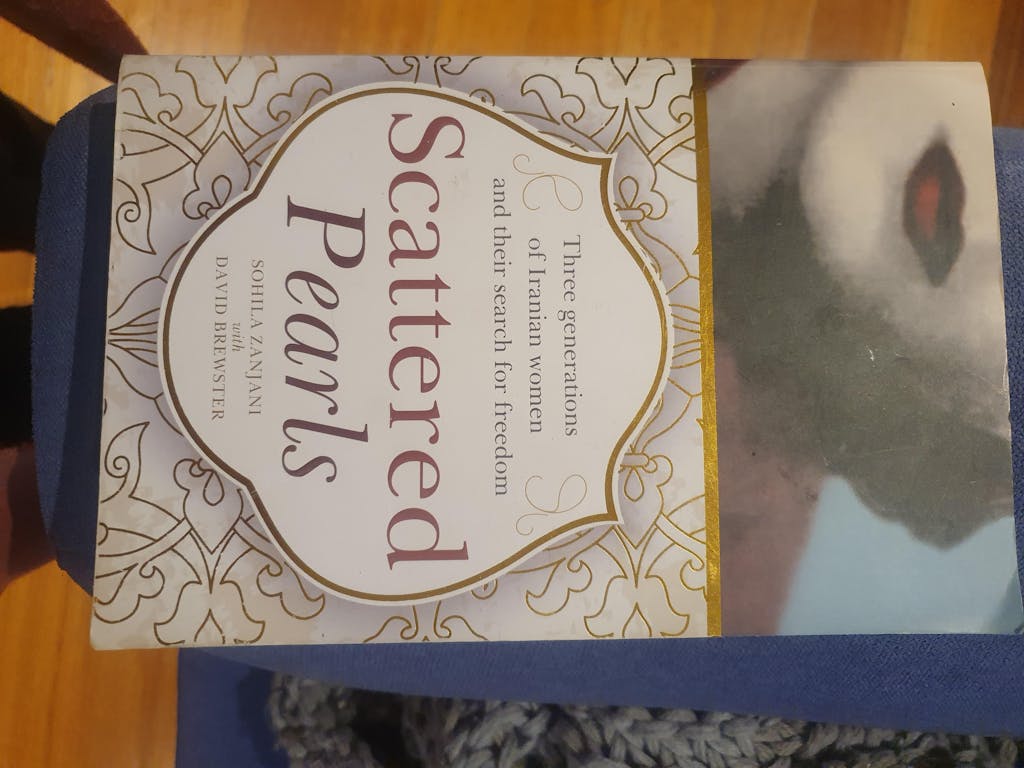 Three generations
of Iranian women
and their search for freedom
Scattered
Pearls
SOHILA ZANJANI
with
DAVID BREWSTER